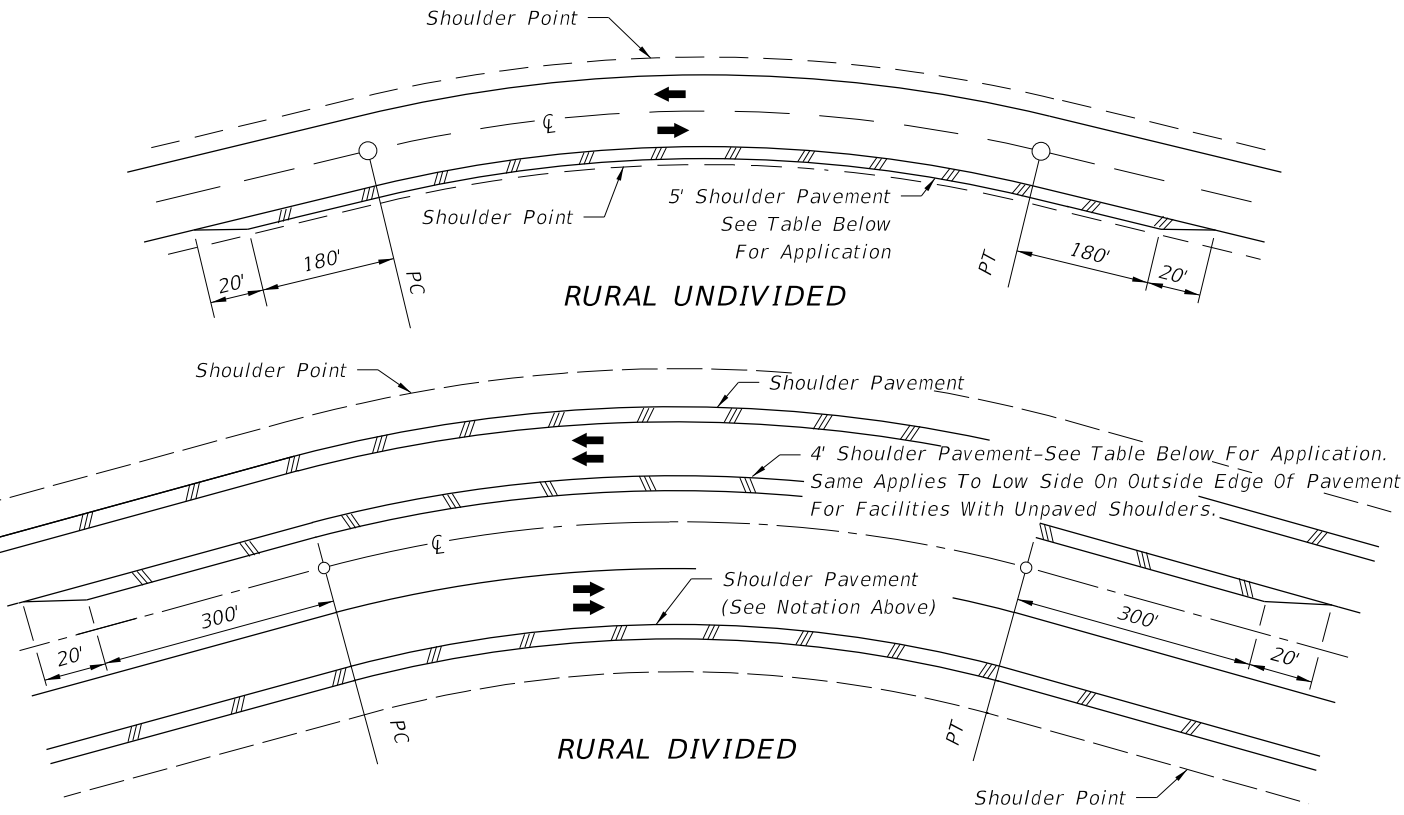 Shoulder Point
℄
Shoulder Point
5' Shoulder Pavement
See Table Below
For Application
20'
180'
PC
PT
180'
20'
RURAL UNDIVIDED
Shoulder Point
Shoulder Pavement
4' Shoulder Pavement-See Table Below For Application.
Same Applies To Low Side On Outside Edge Of Pavement
For Facilities With Unpaved Shoulders.
℄
Shoulder Pavement
(See Notation Above)
20'
300'
PC
PT
300'
20'
RURAL DIVIDED
Shoulder Point